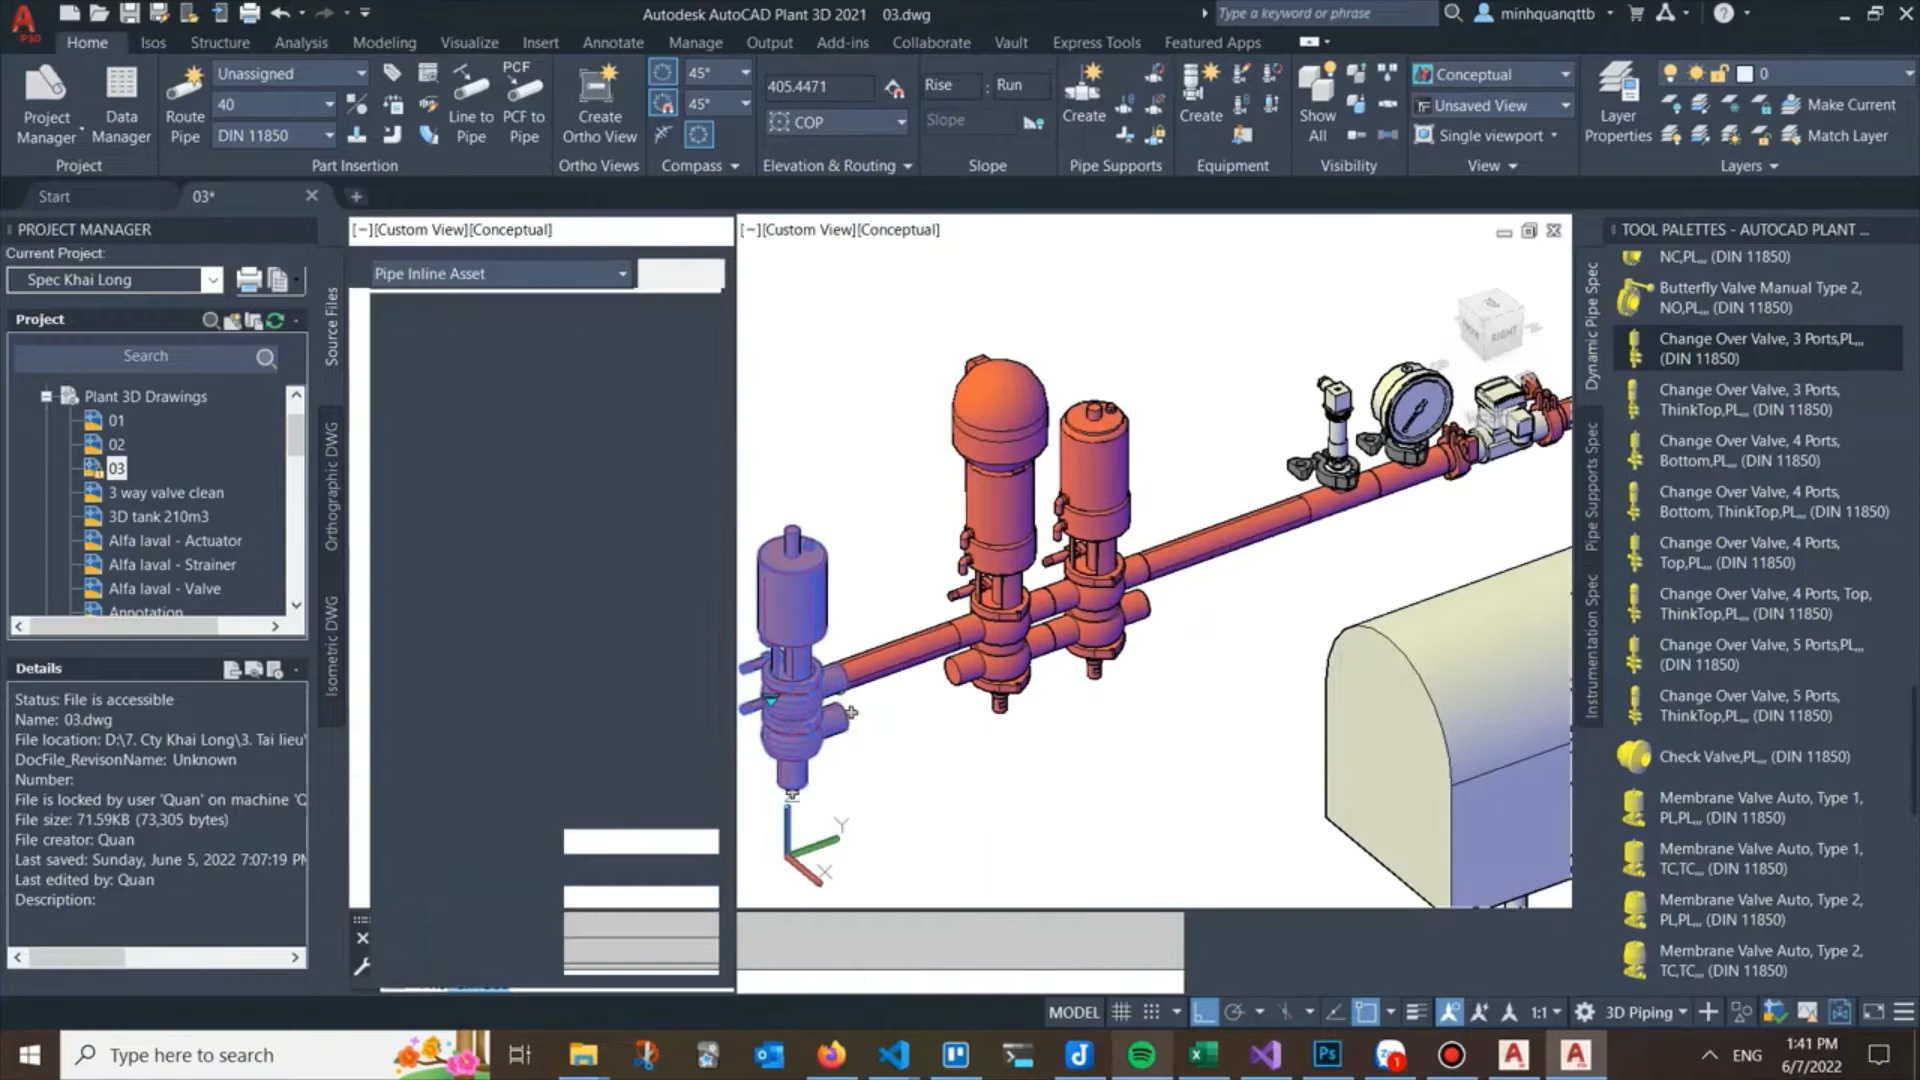 Autodesk AutoCAD Plant 3D 2021 03.dwg
Type a keyword or phrase
minhquangttb
Home Isos Structure Analysis Modeling Visualize Insert Annotate Manage Output Add-ins Collaborate Vault Express Tools Featured Apps
Project Manager
Data Manager
Project
Route Pipe
Unassigned
40
DIN 11850
Line to Pipe
PCF
PCF to Pipe
Part Insertion
Create Ortho View
Ortho Views
45°
45°
Compass
405.4471
COP
Elevation & Routing
Rise : Run
Slope
Slope
Create
Pipe Supports
Create
Equipment
Show All
Visibility
Conceptual
Unsaved View
Single viewport
View
Layer Properties
0
Make Current
Match Layer
Layers
Start
03*
PROJECT MANAGER
Current Project:
Spec Khai Long
Project
Search
Plant 3D Drawings
01
02
03
3 way valve clean
3D tank 210m3
Alfa laval - Actuator
Alfa laval - Strainer
Alfa laval - Valve
Annotation
Source Files
Orthographic DWG
Isometric DWG
Details
Status: File is accessible
Name: 03.dwg
File location: D:\7. Cty Khai Long\3. Tai lieu\
DocFile_RevisonName: Unknown
Number:
File is locked by user 'Quan' on machine 'Q
File size: 71.59KB (73,305 bytes)
File creator: Quan
Last saved: Sunday, June 5, 2022 7:07:19 PM
Last edited by: Quan
Description:
[−][Custom View][Conceptual]
Pipe Inline Asset
[−][Custom View][Conceptual]
TOP
RIGHT
Y
X
TOOL PALETTES - AUTOCAD PLANT ...
Dynamic Pipe Spec
Pipe Supports Spec
Instrumentation Spec
NC,PL,,, (DIN 11850)
Butterfly Valve Manual Type 2,
NO,PL,,, (DIN 11850)
Change Over Valve, 3 Ports,PL,,,
(DIN 11850)
Change Over Valve, 3 Ports,
ThinkTop,PL,,, (DIN 11850)
Change Over Valve, 4 Ports,
Bottom,PL,,, (DIN 11850)
Change Over Valve, 4 Ports,
Bottom, ThinkTop,PL,,, (DIN 11850)
Change Over Valve, 4 Ports,
Top,PL,,, (DIN 11850)
Change Over Valve, 4 Ports, Top,
ThinkTop,PL,,, (DIN 11850)
Change Over Valve, 5 Ports,PL,,,
(DIN 11850)
Change Over Valve, 5 Ports,
ThinkTop,PL,,, (DIN 11850)
Check Valve,PL,,, (DIN 11850)
Membrane Valve Auto, Type 1,
PL,PL,,, (DIN 11850)
Membrane Valve Auto, Type 1,
TC,TC,,, (DIN 11850)
Membrane Valve Auto, Type 2,
PL,PL,,, (DIN 11850)
Membrane Valve Auto, Type 2,
TC,TC,,, (DIN 11850)
MODEL
1:1
3D Piping
Type here to search
ENG
1:41 PM
6/7/2022